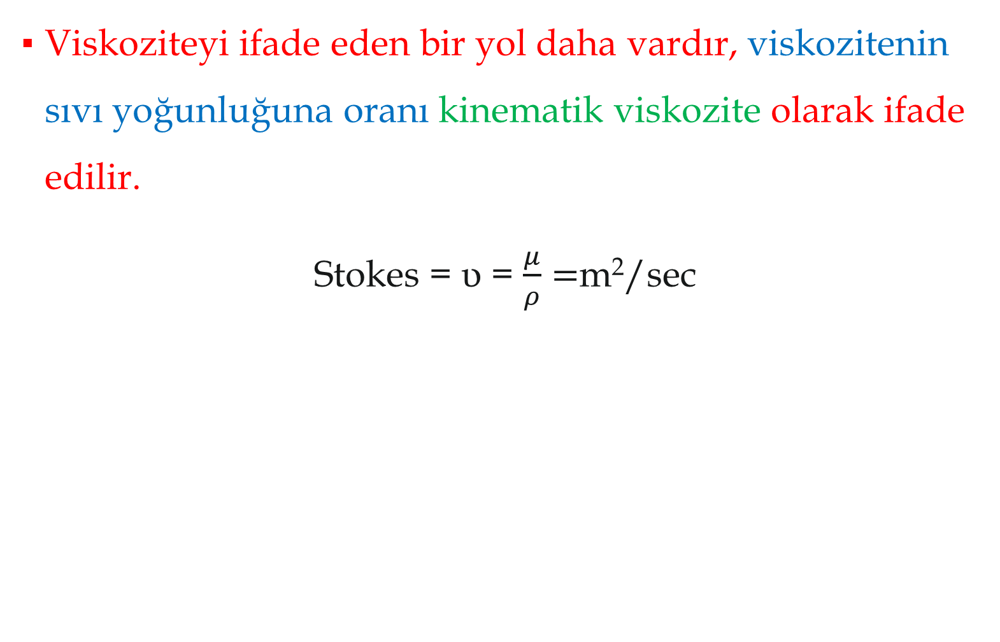 ▪ Viskoziteyi ifade eden bir yol daha vardır, viskozitenin
sıvı yoğunluğuna oranı kinematik viskozite olarak ifade
edilir.
Stokes = υ = μ/ρ =m²/sec